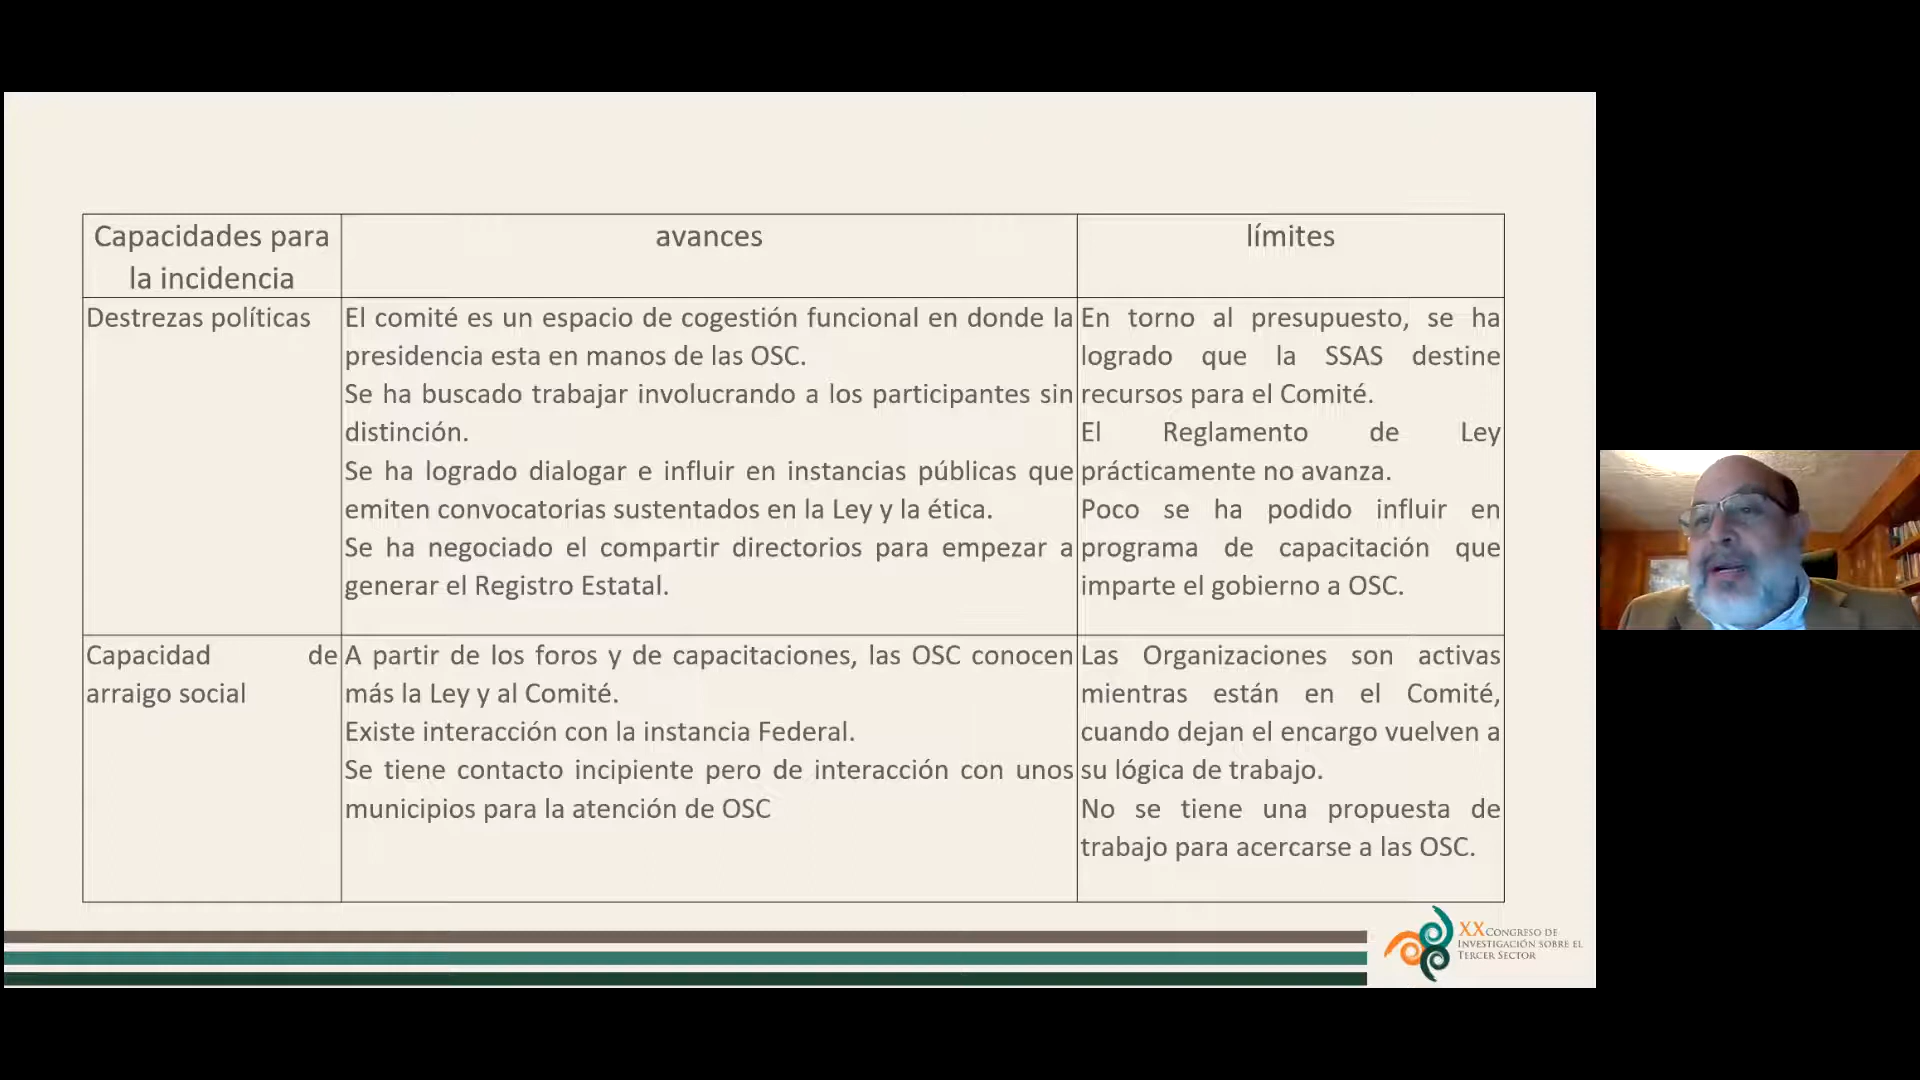 Capacidades para
la incidencia
avances
límites
Destrezas políticas
El comité es un espacio de cogestión funcional en donde la
presidencia esta en manos de las OSC.
Se ha buscado trabajar involucrando a los participantes sin
distinción.
Se ha logrado dialogar e influir en instancias públicas que
emiten convocatorias sustentados en la Ley y la ética.
Se ha negociado el compartir directorios para empezar a
generar el Registro Estatal.
En torno al presupuesto, se ha
logrado que la SSAS destine
recursos para el Comité.
El Reglamento de Ley
prácticamente no avanza.
Poco se ha podido influir en
programa de capacitación que
imparte el gobierno a OSC.
Capacidad de
arraigo social
A partir de los foros y de capacitaciones, las OSC conocen
más la Ley y al Comité.
Existe interacción con la instancia Federal.
Se tiene contacto incipiente pero de interacción con unos
municipios para la atención de OSC
Las Organizaciones son activas
mientras están en el Comité,
cuando dejan el encargo vuelven a
su lógica de trabajo.
No se tiene una propuesta de
trabajo para acercarse a las OSC.
XX CONGRESO DE
INVESTIGACIÓN SOBRE EL
TERCER SECTOR